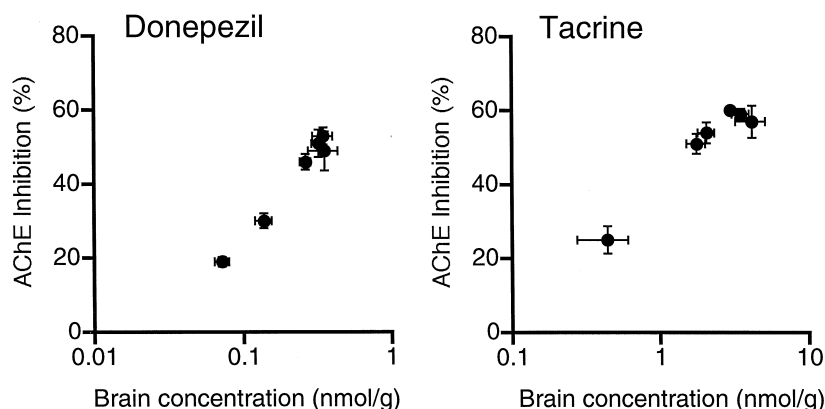 Donepezil
AChE Inhibition (%)
80
60
40
20
0
0.01
0.1
1
Brain concentration (nmol/g)
Tacrine
AChE Inhibition (%)
80
60
40
20
0
0.1
1
10
Brain concentration (nmol/g)